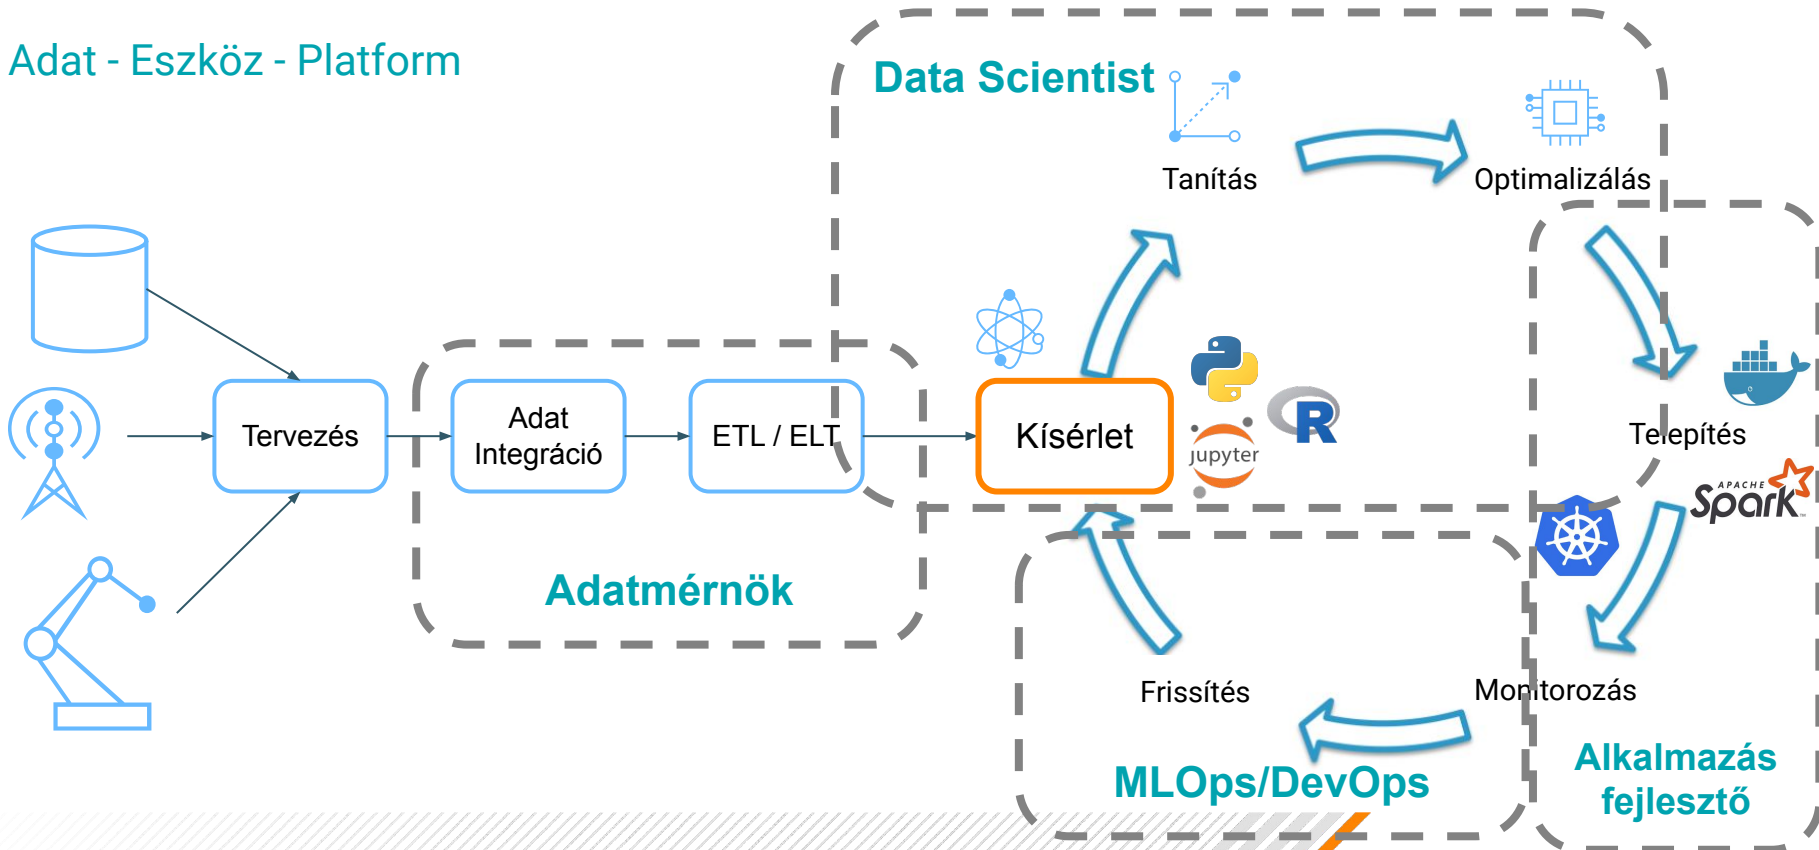 Adat - Eszköz - Platform
Data Scientist
Tanítás
Optimalizálás
Tervezés
Adat
Integráció
ETL / ELT
Kísérlet
jupyter
R
Telepítés
APACHE
Spark
Adatmérnök
Frissítés
Monitorozás
MLOps/DevOps
Alkalmazás
fejlesztő